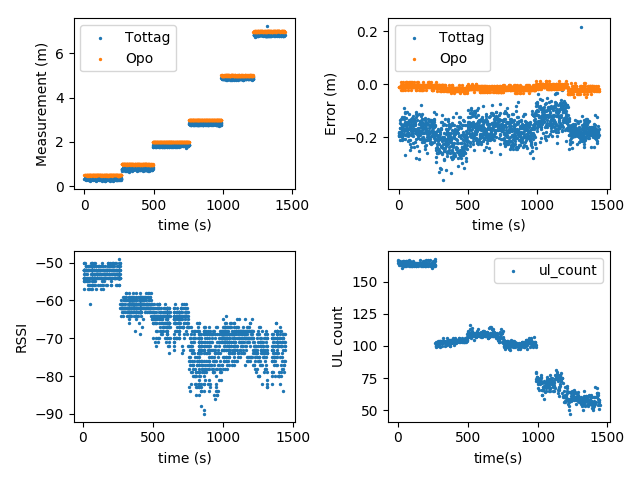 Tottag
Opo
Measurement (m)
6
4
2
0
0
500
1000
1500
time (s)
Tottag
Opo
Error (m)
0.2
0.0
−0.2
0
500
1000
1500
time (s)
RSSI
−50
−60
−70
−80
−90
0
500
1000
1500
time (s)
ul_count
UL count
150
125
100
75
50
0
500
1000
1500
time(s)